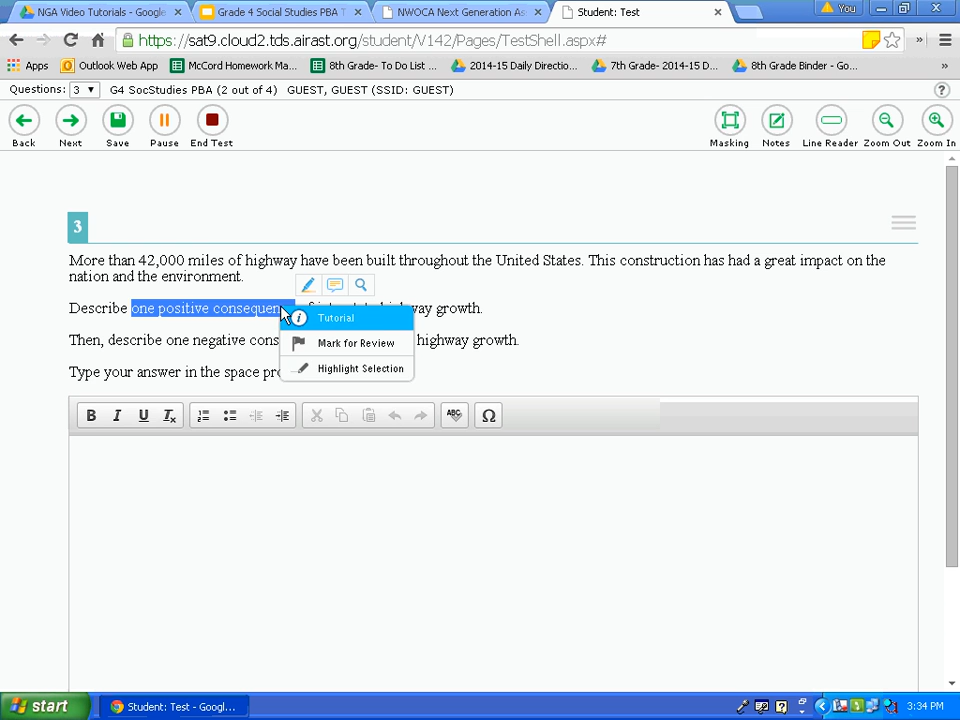 NGA Video Tutorials - Google
Grade 4 Social Studies PBA T
NWOCA Next Generation As
Student: Test
You
https://sat9.cloud2.tds.airast.org/student/V142/Pages/TestShell.aspx#
Apps
Outlook Web App
McCord Homework Ma...
8th Grade- To Do List ...
2014-15 Daily Directio...
7th Grade- 2014-15 D...
8th Grade Binder - Go...
»
Questions: 3
G4 SocStudies PBA (2 out of 4)
GUEST, GUEST (SSID: GUEST)
Back
Next
Save
Pause
End Test
Masking
Notes
Line Reader
Zoom Out
Zoom In
3
More than 42,000 miles of highway have been built throughout the United States. This construction has had a great impact on the
nation and the environment.
Describe one positive consequen highway growth.
Then, describe one negative cons highway growth.
Type your answer in the space pro
Tutorial
Mark for Review
Highlight Selection
B I U Tx
ABC
Ω
start
Student: Test - Googl...
3:34 PM